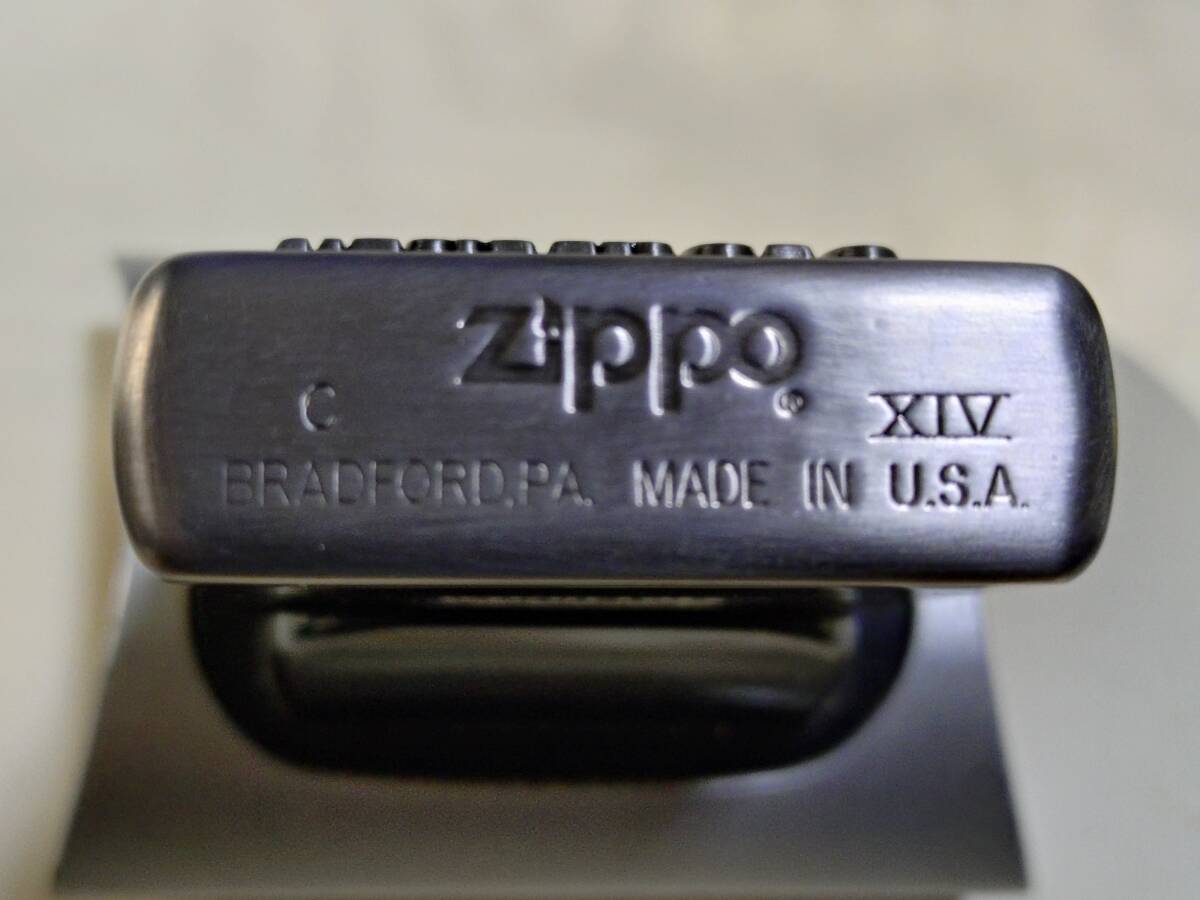 Zippo®
C XIV
BRADFORD,PA. MADE IN U.S.A.